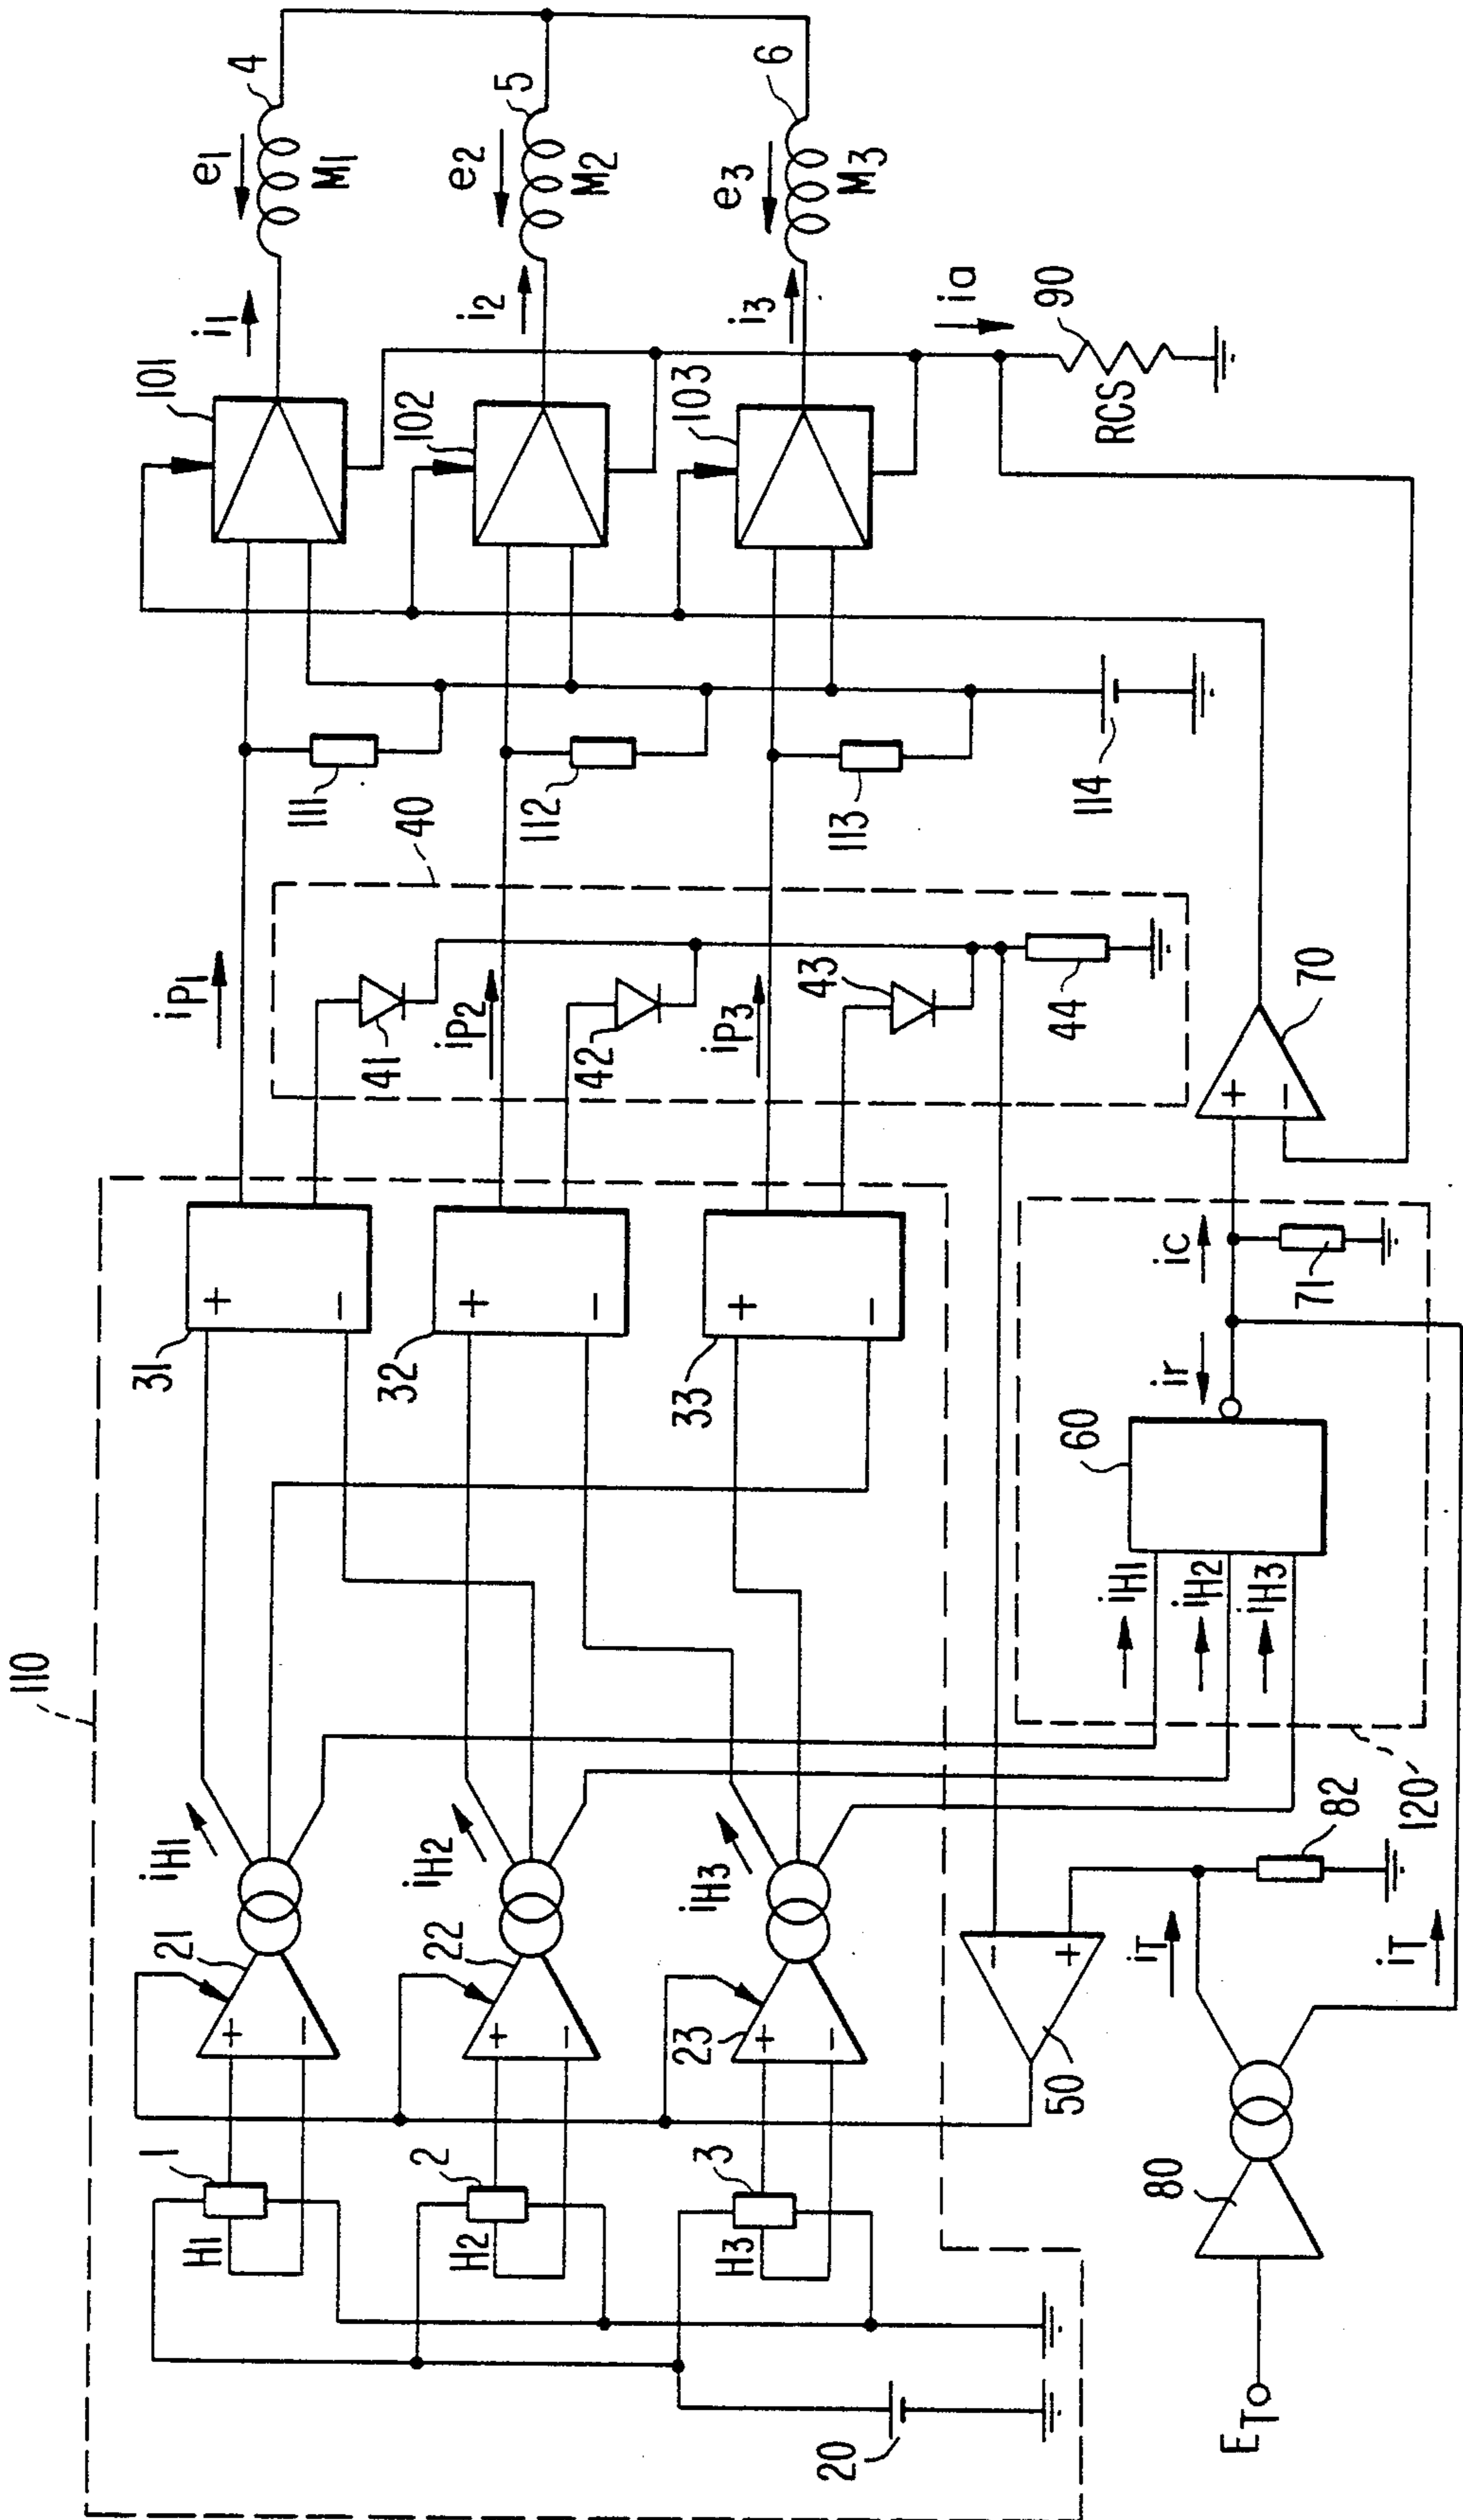 110
H1
1
+
−
21
iH1
31
+
−
iP1
41
40
111
101
i1
e1
M1
4
H2
2
+
−
22
iH2
32
+
−
iP2
42
112
102
i2
e2
M2
5
H3
3
+
−
23
iH3
33
+
−
iP3
43
113
103
i3
e3
M3
6
20
50
−
+
iT
82
120'
iH1
iH2
iH3
60
ir
ic
71
44
+
−
70
114
ia
RCS
90
ET
80
iT